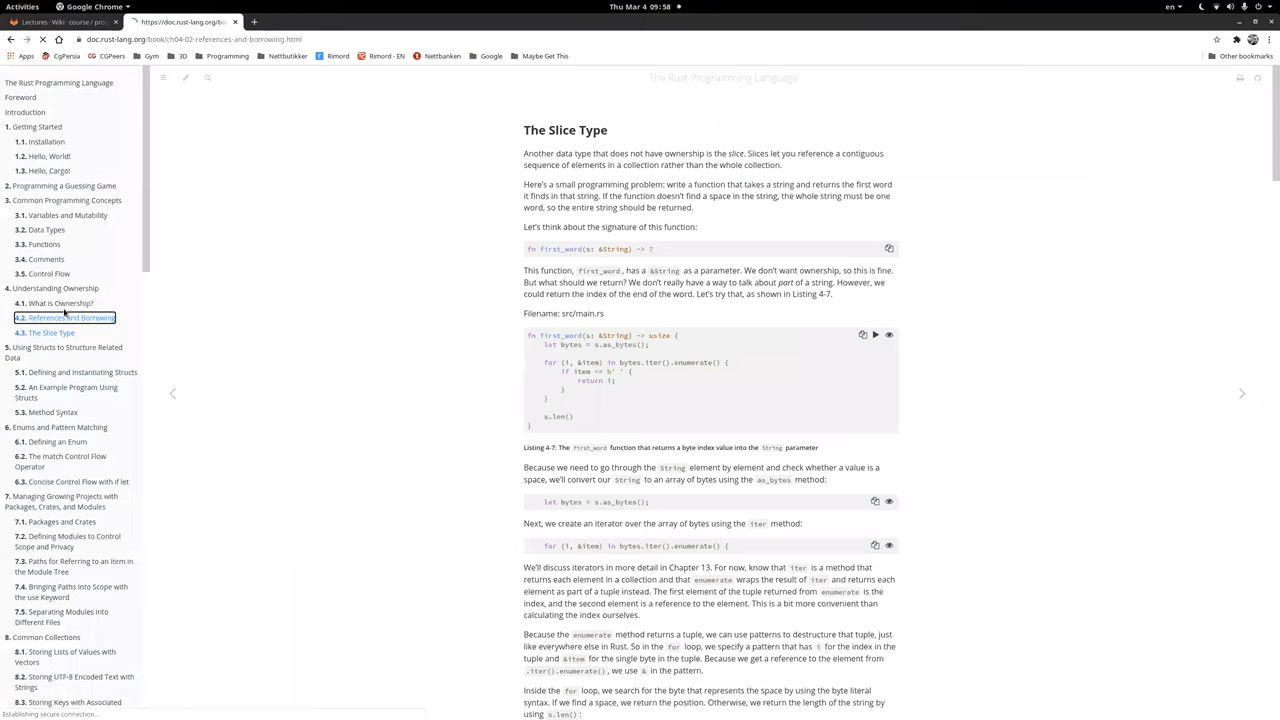 Activities Google Chrome Thu Mar 4 09:58 en
Lectures · Wiki · course / prog https://doc.rust-lang.org/bo
doc.rust-lang.org/book/ch04-02-references-and-borrowing.html
Apps CgPersia CGPeers Gym 3D Programming Nettbutikker Google Rimord Rimord - EN Nettbanken Maybe Get This Other bookmarks
The Rust Programming Language
The Rust Programming Language
Foreword
Introduction
1. Getting Started
1.1. Installation
1.2. Hello, World!
1.3. Hello, Cargo!
2. Programming a Guessing Game
3. Common Programming Concepts
3.1. Variables and Mutability
3.2. Data Types
3.3. Functions
3.4. Comments
3.5. Control Flow
4. Understanding Ownership
4.1. What is Ownership?
4.2. References and Borrowing
4.3. The Slice Type
5. Using Structs to Structure Related
Data
5.1. Defining and Instantiating Structs
5.2. An Example Program Using
Structs
5.3. Method Syntax
6. Enums and Pattern Matching
6.1. Defining an Enum
6.2. The match Control Flow
Operator
6.3. Concise Control Flow with if let
7. Managing Growing Projects with
Packages, Crates, and Modules
7.1. Packages and Crates
7.2. Defining Modules to Control
Scope and Privacy
7.3. Paths for Referring to an Item in
the Module Tree
7.4. Bringing Paths Into Scope with
the use Keyword
7.5. Separating Modules into
Different Files
8. Common Collections
8.1. Storing Lists of Values with
Vectors
8.2. Storing UTF-8 Encoded Text with
Strings
8.3. Storing Keys with Associated
Establishing secure connection...
The Slice Type
Another data type that does not have ownership is the slice. Slices let you reference a contiguous
sequence of elements in a collection rather than the whole collection.
Here's a small programming problem: write a function that takes a string and returns the first word
it finds in that string. If the function doesn't find a space in the string, the whole string must be one
word, so the entire string should be returned.
Let's think about the signature of this function:
fn first_word(s: &String) -> ?
This function, first_word, has a &String as a parameter. We don't want ownership, so this is fine.
But what should we return? We don't really have a way to talk about part of a string. However, we
could return the index of the end of the word. Let's try that, as shown in Listing 4-7.
Filename: src/main.rs
fn first_word(s: &String) -> usize {
let bytes = s.as_bytes();
for (i, &item) in bytes.iter().enumerate() {
if item == b' ' {
return i;
}
}
s.len()
}
Listing 4-7: The first_word function that returns a byte index value into the String parameter
Because we need to go through the String element by element and check whether a value is a
space, we'll convert our String to an array of bytes using the as_bytes method:
let bytes = s.as_bytes();
Next, we create an iterator over the array of bytes using the iter method:
for (i, &item) in bytes.iter().enumerate() {
We'll discuss iterators in more detail in Chapter 13. For now, know that iter is a method that
returns each element in a collection and that enumerate wraps the result of iter and returns each
element as part of a tuple instead. The first element of the tuple returned from enumerate is the
index, and the second element is a reference to the element. This is a bit more convenient than
calculating the index ourselves.
Because the enumerate method returns a tuple, we can use patterns to destructure that tuple, just
like everywhere else in Rust. So in the for loop, we specify a pattern that has i for the index in the
tuple and &item for the single byte in the tuple. Because we get a reference to the element from
.iter().enumerate(), we use & in the pattern.
Inside the for loop, we search for the byte that represents the space by using the byte literal
syntax. If we find a space, we return the position. Otherwise, we return the length of the string by
using s.len():